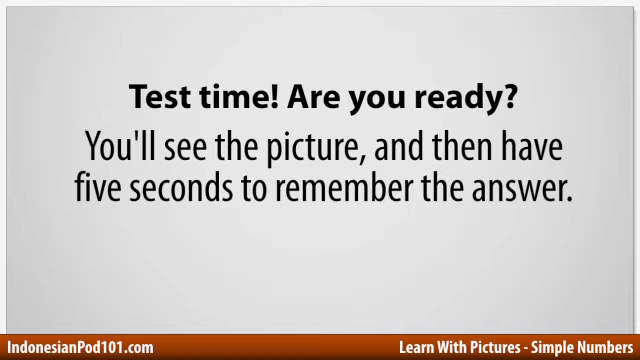 Test time! Are you ready?
You'll see the picture, and then have
five seconds to remember the answer.
IndonesianPod101.com
Learn With Pictures - Simple Numbers